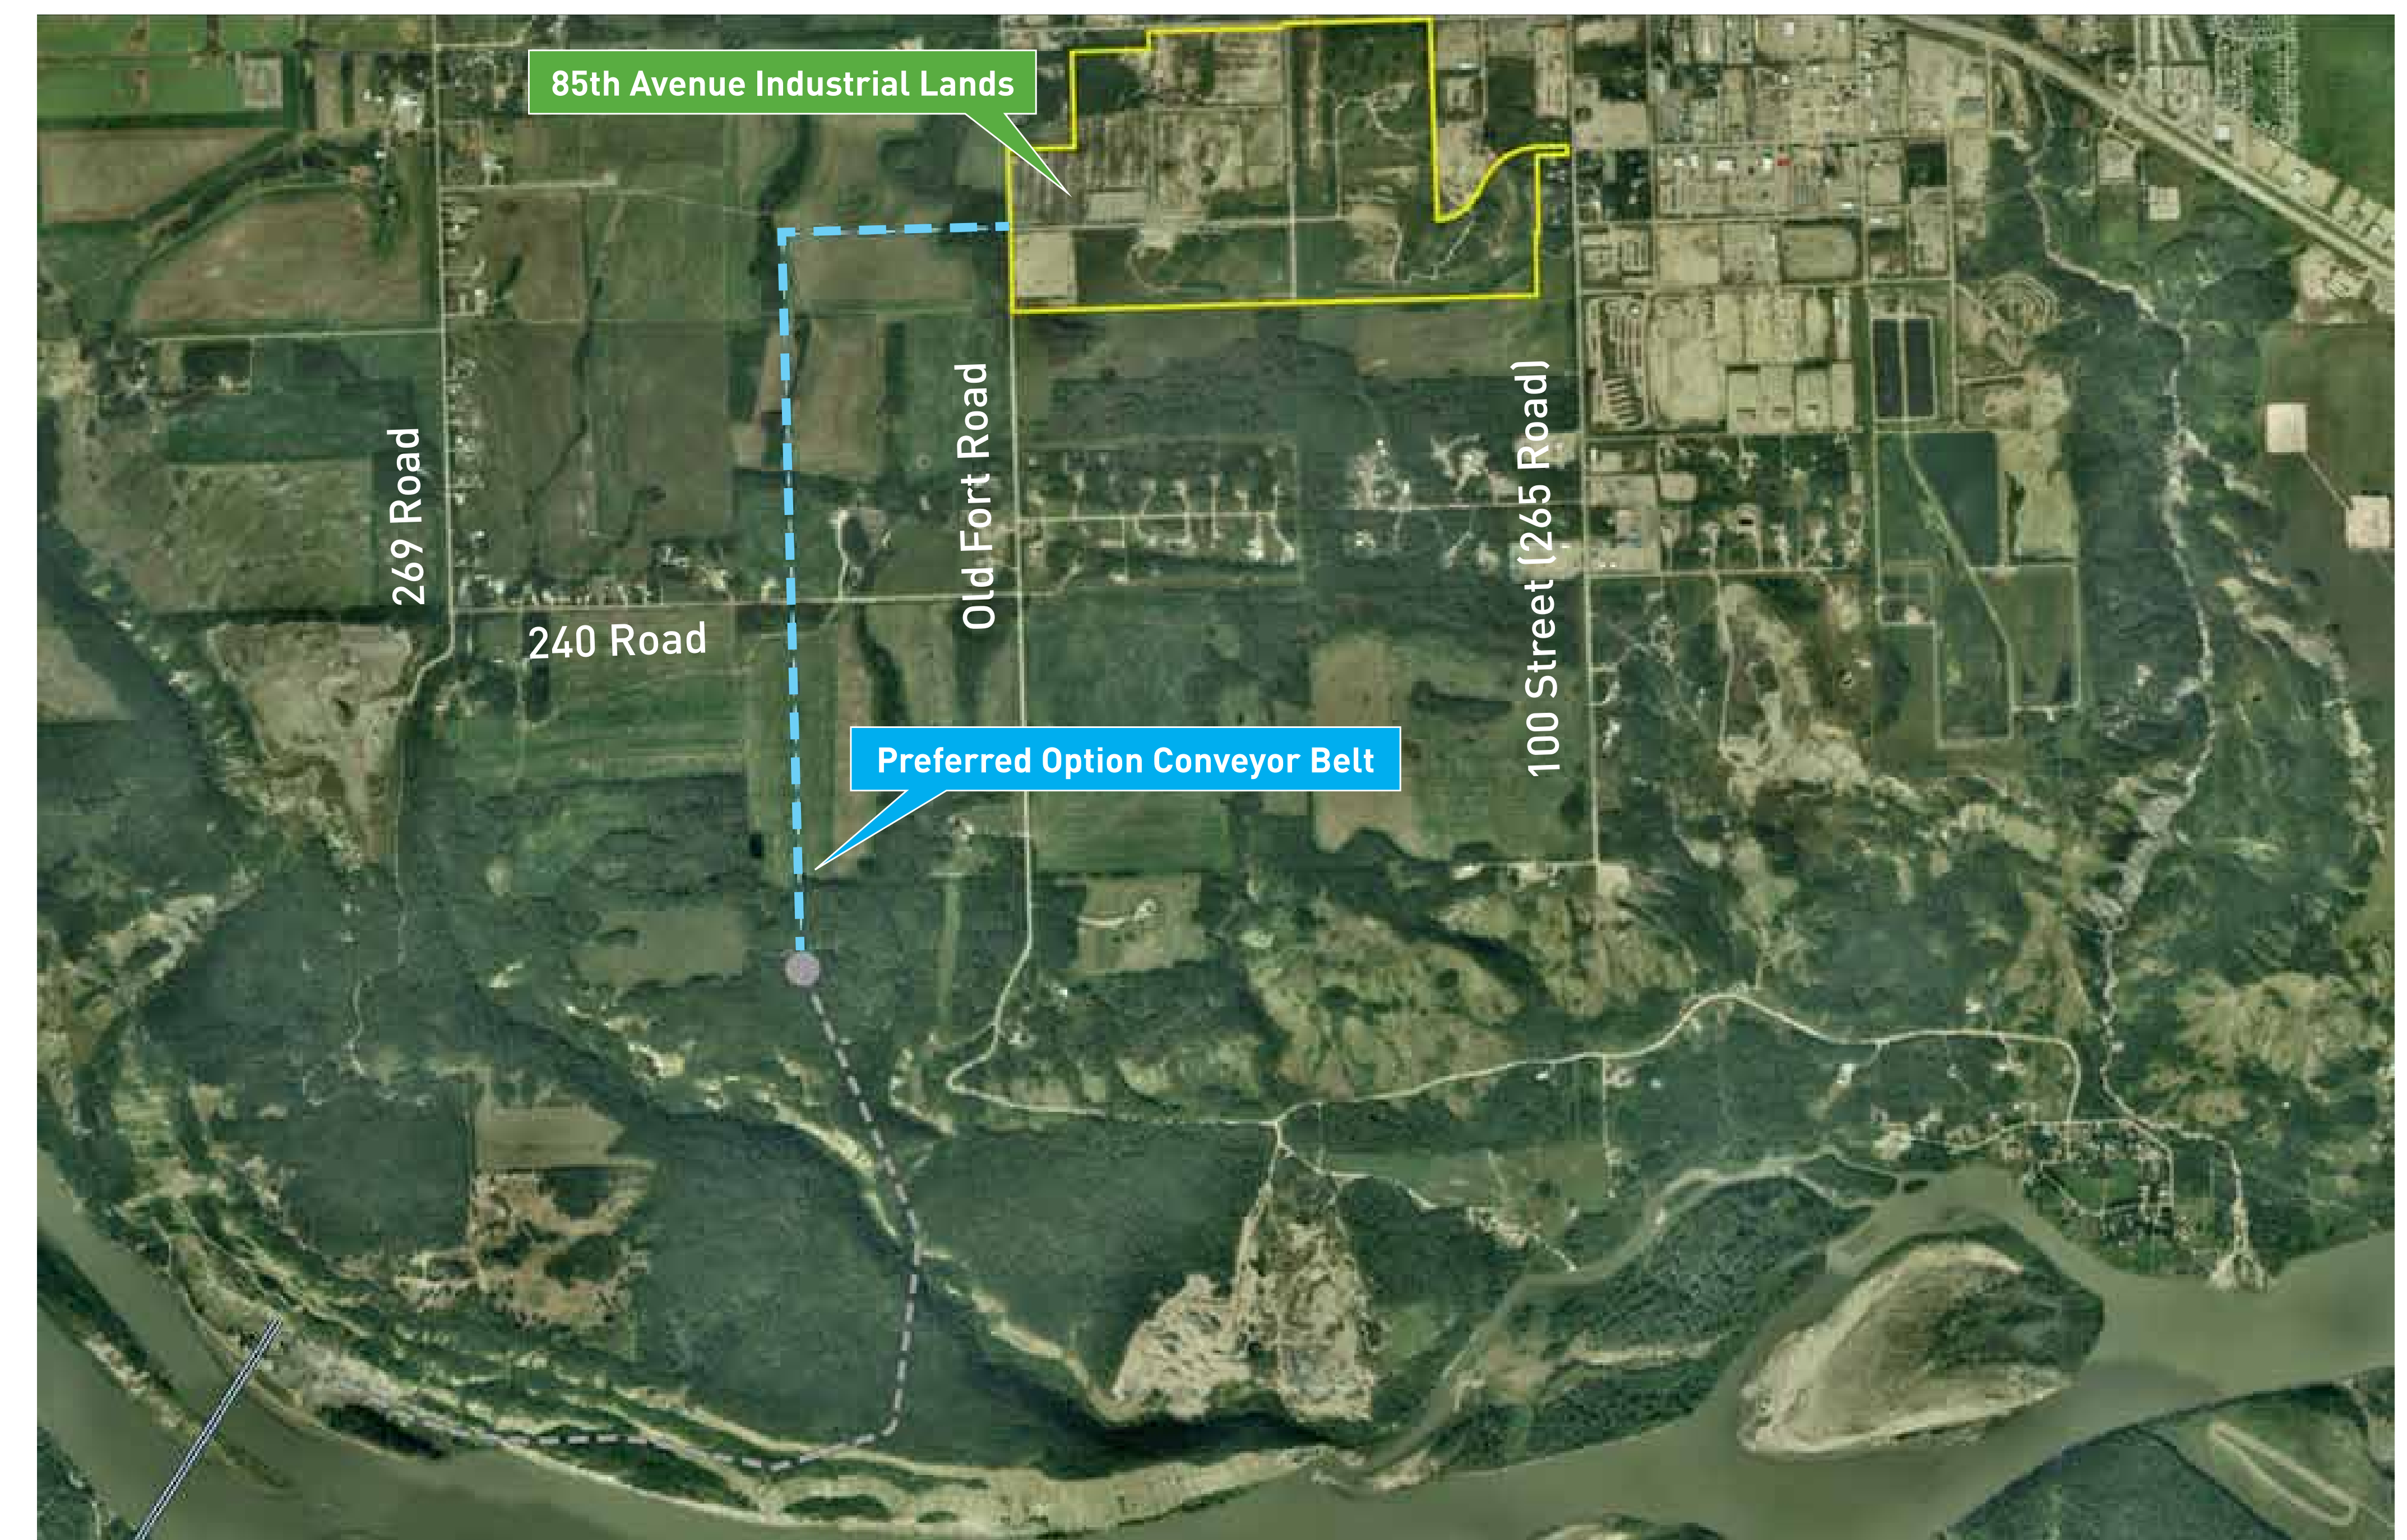 85th Avenue Industrial Lands
269 Road
Old Fort Road
100 Street (265 Road)
240 Road
Preferred Option Conveyor Belt